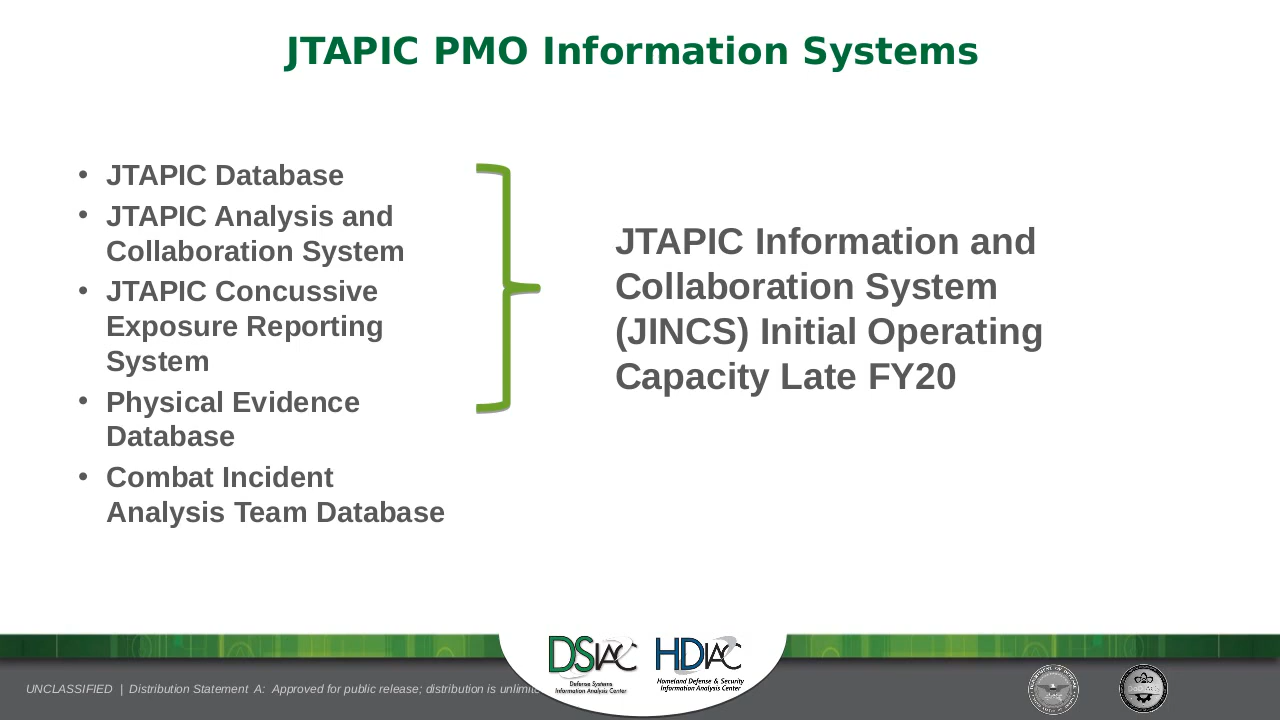 JTAPIC PMO Information Systems
• JTAPIC Database
• JTAPIC Analysis and
Collaboration System
• JTAPIC Concussive
Exposure Reporting
System
• Physical Evidence
Database
• Combat Incident
Analysis Team Database
JTAPIC Information and
Collaboration System
(JINCS) Initial Operating
Capacity Late FY20
DSIAC
Defense Systems
Information Analysis Center
HDIAC
Homeland Defense & Security
Information Analysis Center
UNCLASSIFIED | Distribution Statement A: Approved for public release; distribution is